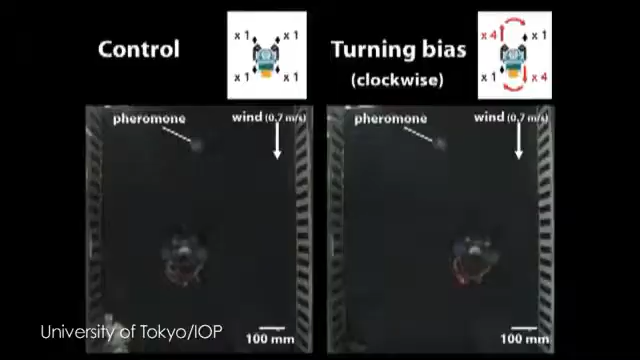 Control
x 1 x 1
x 1 x 1
Turning bias
(clockwise)
x 4 x 1
x 1 x 4
pheromone wind (0.7 m/s)
pheromone wind (0.7 m/s)
100 mm
100 mm
University of Tokyo/IOP